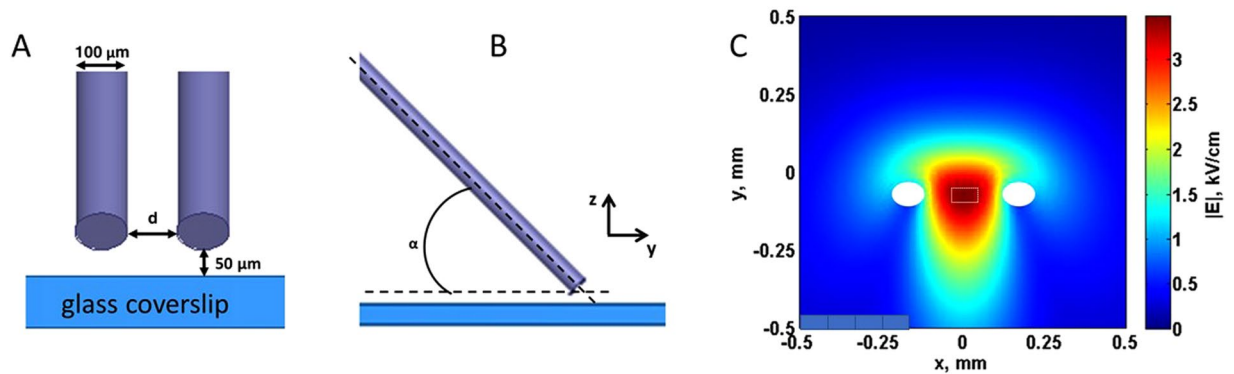 A
100 µm
d
50 µm
glass coverslip
B
α
z
y
C
y, mm
0.5
0.25
0
-0.25
-0.5
-0.5
-0.25
0
0.25
0.5
x, mm
3
2.5
2
1.5
1
0.5
0
|E|, kV/cm